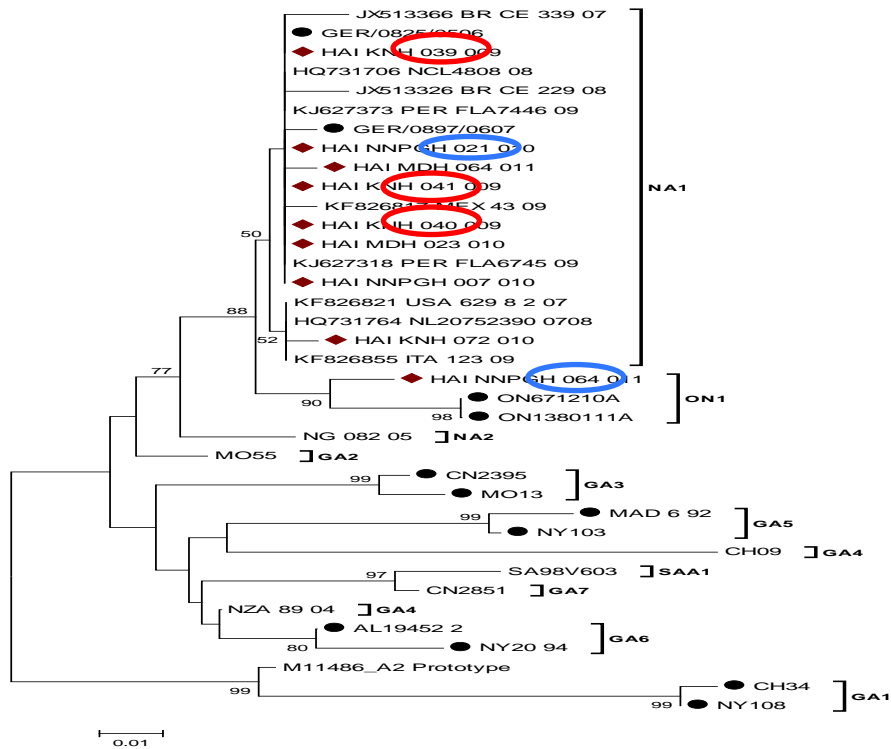 JX513366 BR CE 339 07
GER/0825/0506
HAI KNH 039 009
HQ731706 NCL4808 08
JX513326 BR CE 229 08
KJ627373 PER FLA7446 09
GER/0897/0607
HAI NNPGH 021 010
HAI MDH 064 011
HAI KNH 041 009
NA1
KF826817 MEX 43 09
HAI KNH 040 009
50
HAI MDH 023 010
KJ627318 PER FLA6745 09
HAI NNPGH 007 010
KF826821 USA 629 8 2 07
88
HQ731764 NL20752390 0708
52
HAI KNH 072 010
KF826855 ITA 123 09
77
HAI NNPGH 064 011
ON671210A
ON1
90
98
ON1380111A
NG 082 05
NA2
MO55
GA2
CN2395
99
GA3
MO13
MAD 6 92
99
GA5
NY103
CH09
GA4
SA98V603
SAA1
97
CN2851
GA7
NZA 89 04
GA4
AL19452 2
GA6
80
NY20 94
M11486_A2 Prototype
99
CH34
GA1
99
NY108
0.01